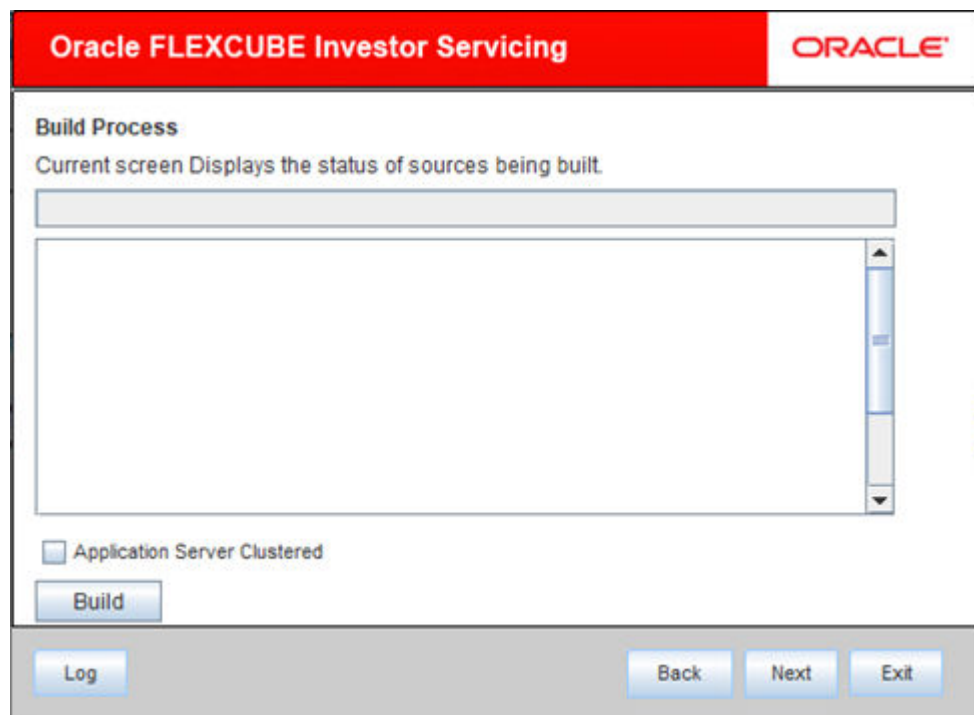 Oracle FLEXCUBE Investor Servicing
ORACLE
Build Process
Current screen Displays the status of sources being built.
Application Server Clustered
Build
Log
Back
Next
Exit